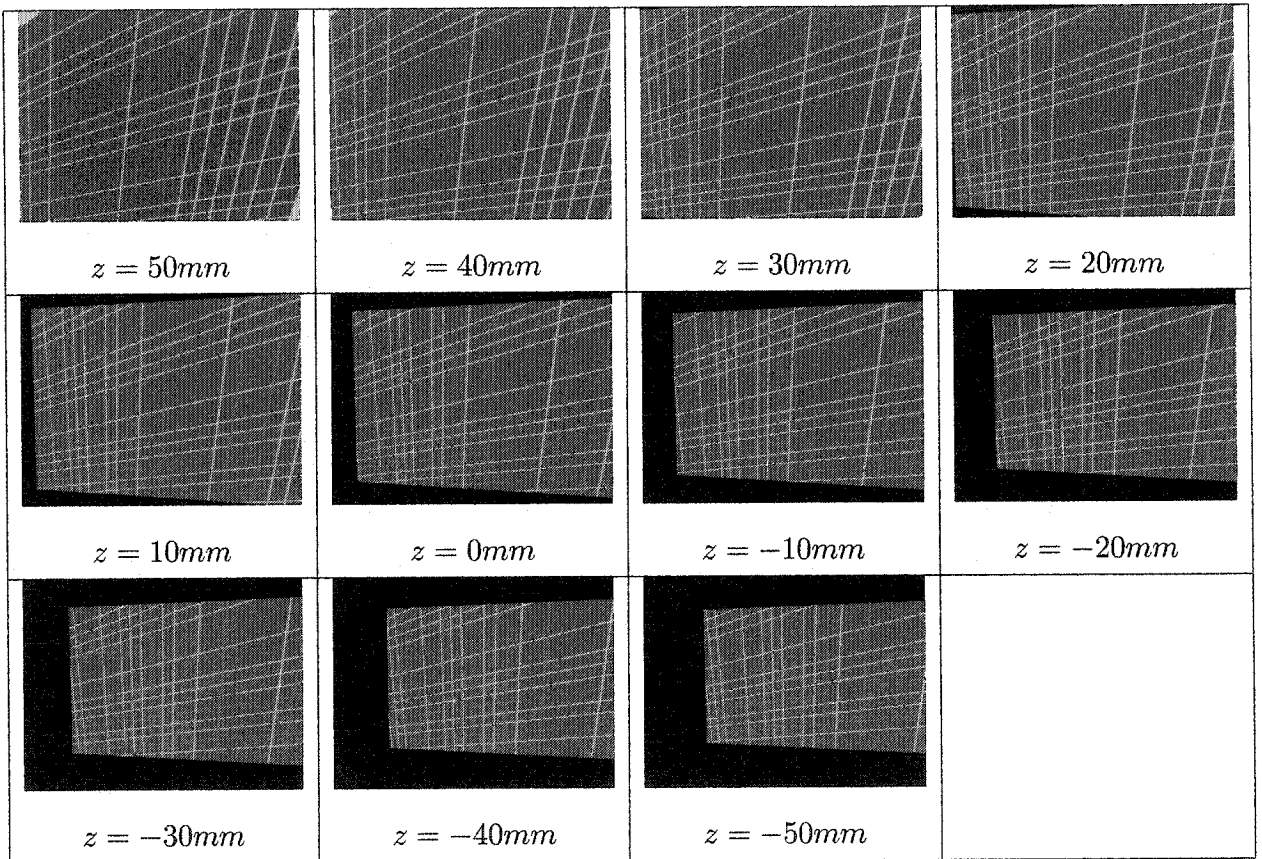 z = 50mm
z = 40mm
z = 30mm
z = 20mm
z = 10mm
z = 0mm
z = −10mm
z = −20mm
z = −30mm
z = −40mm
z = −50mm